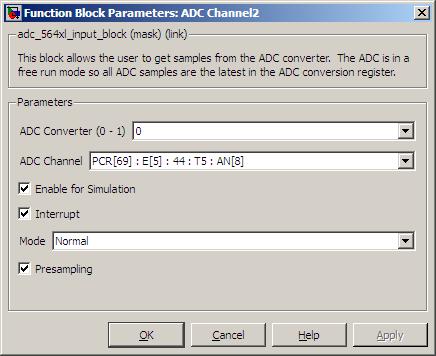 Function Block Parameters: ADC Channel2
adc_564xl_input_block (mask) (link)
This block allows the user to get samples from the ADC converter.  The ADC is in a
free run mode so all ADC samples are the latest in the ADC conversion register.
Parameters
ADC Converter (0 - 1) 0
ADC Channel PCR[69] : E[5] : 44 : T5 : AN[8]
Enable for Simulation
Interrupt
Mode Normal
Presampling
OK Cancel Help Apply